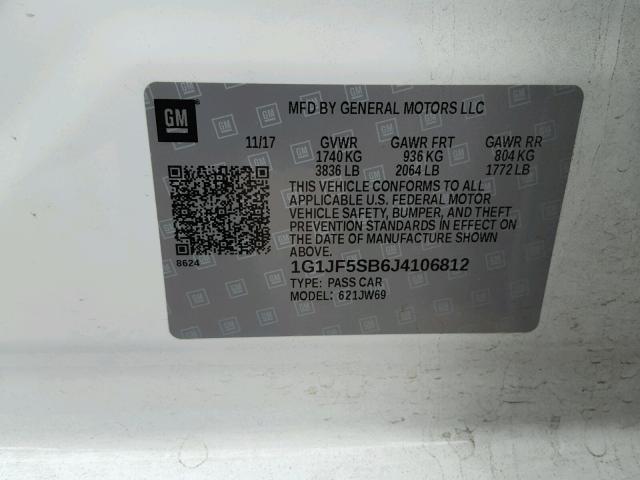 GM
MFD BY GENERAL MOTORS LLC
11/17 GVWR GAWR FRT GAWR RR
1740 KG 936 KG 804 KG
3836 LB 2064 LB 1772 LB
THIS VEHICLE CONFORMS TO ALL
APPLICABLE U.S. FEDERAL MOTOR
VEHICLE SAFETY, BUMPER, AND THEFT
PREVENTION STANDARDS IN EFFECT ON
THE DATE OF MANUFACTURE SHOWN
ABOVE.
8624
1G1JF5SB6J4106812
TYPE: PASS CAR
MODEL: 621JW69